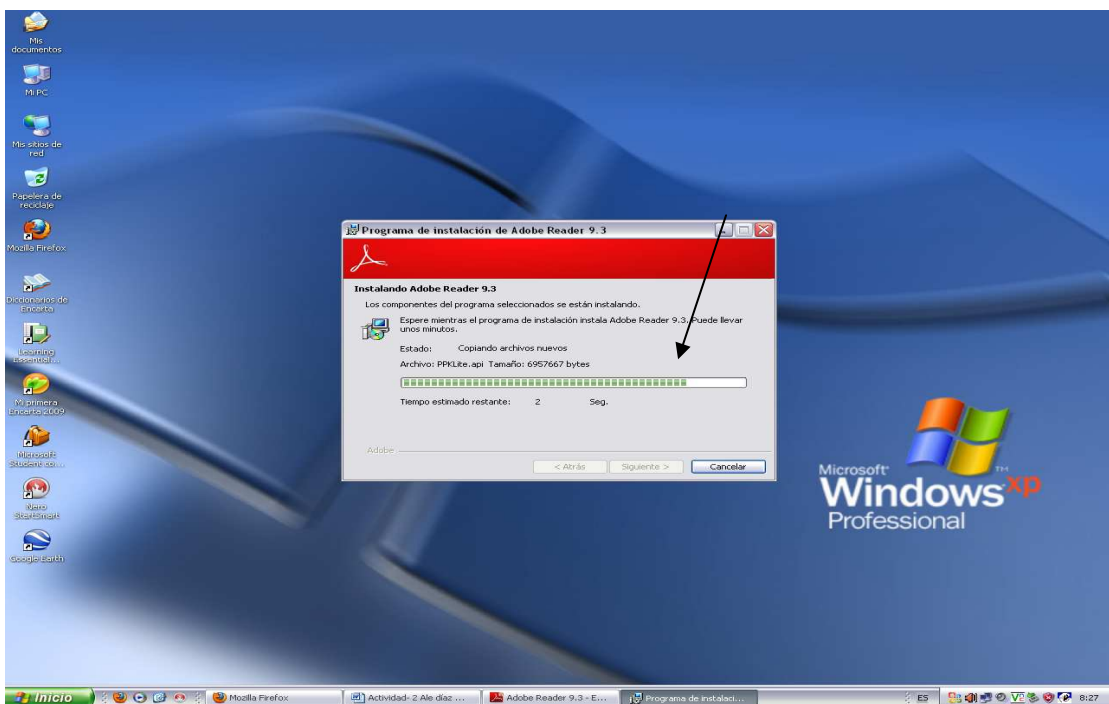 Mis
documentos
Mi PC
Mis sitios de
red
Papelera de
reciclaje
Mozilla Firefox
Diccionarios de
Encarta
Learning
Essential...
Mi primera
Encarta 2009
Microsoft
Student co...
Nero
StartSmart
Google Earth
Programa de instalación de Adobe Reader 9.3
Instalando Adobe Reader 9.3
Los componentes del programa seleccionados se están instalando.
Espere mientras el programa de instalación instala Adobe Reader 9.3. Puede llevar
unos minutos.
Estado: Copiando archivos nuevos
Archivo: PPKLite.api Tamaño: 6957667 bytes
Tiempo estimado restante: 2 Seg.
Adobe
< Atrás Siguiente > Cancelar
Microsoft
Windows xp
TM
Professional
Inicio Mozilla Firefox Actividad- 2 Ale díaz ... Adobe Reader 9.3 - E... Programa de instalaci... ES 8:27